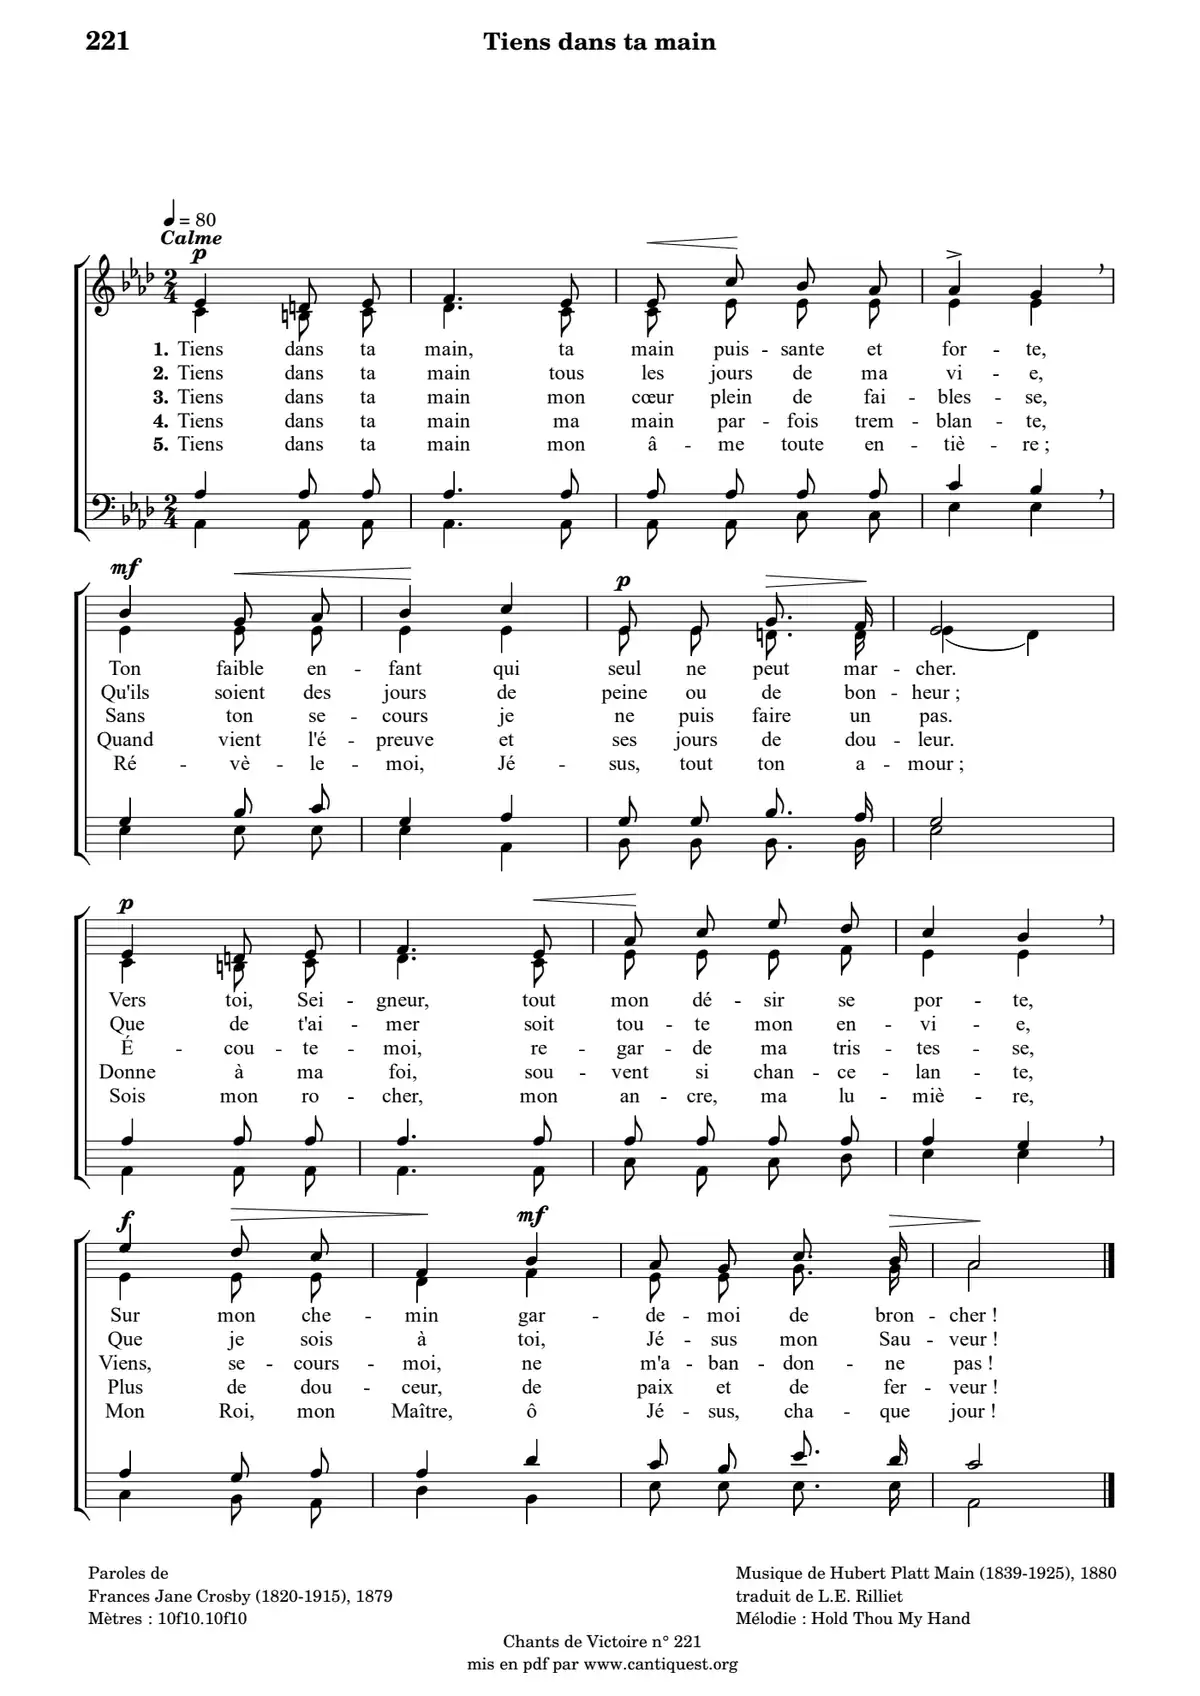 221
Tiens dans ta main
= 80
Calme
p
1. Tiens dans ta main, ta main puis - sante et for - te,
2. Tiens dans ta main tous les jours de ma vi - e,
3. Tiens dans ta main mon cœur plein de fai - bles - se,
4. Tiens dans ta main ma main par - fois trem - blan - te,
5. Tiens dans ta main mon â - me toute en - tiè - re ;
mf p
Ton faible en - fant qui seul ne peut mar - cher.
Qu'ils soient des jours de peine ou de bon - heur ;
Sans ton se - cours je ne puis faire un pas.
Quand vient l'é - preuve et ses jours de dou - leur.
Ré - vè - le - moi, Jé - sus, tout ton a - mour ;
p
Vers toi, Sei - gneur, tout mon dé - sir se por - te,
Que de t'ai - mer soit tou - te mon en - vi - e,
É - cou - te - moi, re - gar - de ma tris - tes - se,
Donne à ma foi, sou - vent si chan - ce - lan - te,
Sois mon ro - cher, mon an - cre, ma lu - miè - re,
f mf
Sur mon che - min gar - de - moi de bron - cher !
Que je sois à toi, Jé - sus mon Sau - veur !
Viens, se - cours - moi, ne m'a - ban - don - ne pas !
Plus de dou - ceur, de paix et de fer - veur !
Mon Roi, mon Maître, ô Jé - sus, cha - que jour !
Paroles de
Frances Jane Crosby (1820-1915), 1879
Mètres : 10f10.10f10
Musique de Hubert Platt Main (1839-1925), 1880
traduit de L.E. Rilliet
Mélodie : Hold Thou My Hand
Chants de Victoire n° 221
mis en pdf par www.cantiquest.org